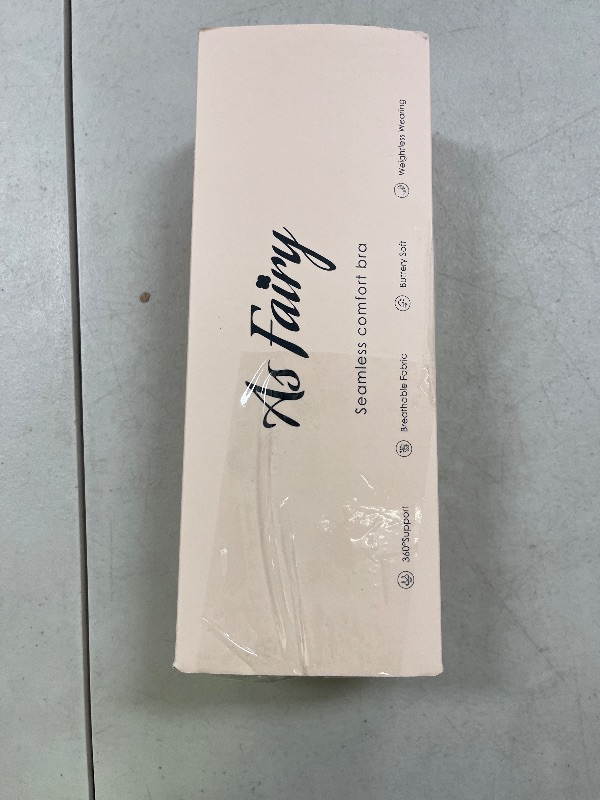 As Fairy
Seamless comfort bra
360°Support
Breathable Fabric
Buttery Soft
Weightless Wearing